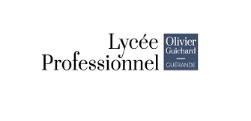 Lycée
Professionnel
Olivier
Guichard
GUÉRANDE